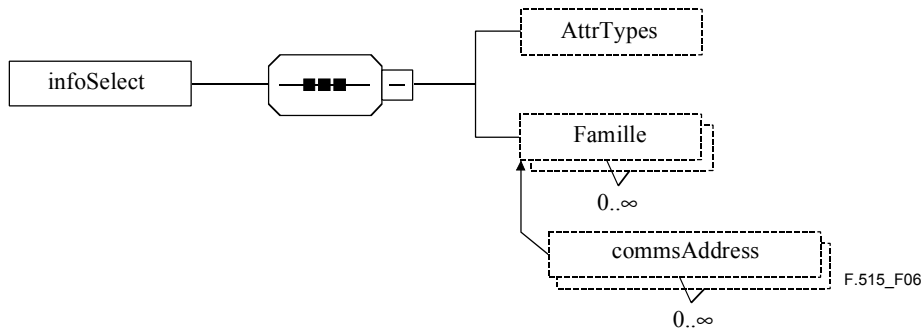 AttrTypes
infoSelect
Famille
0..∞
commsAddress
F.515_F06
0..∞